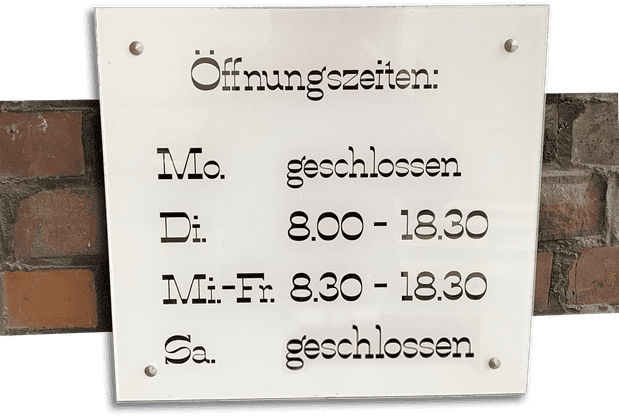 Öffnungszeiten:
Mo. geschlossen
Di. 8.00 - 18.30
Mi.-Fr. 8.30 - 18.30
Sa. geschlossen